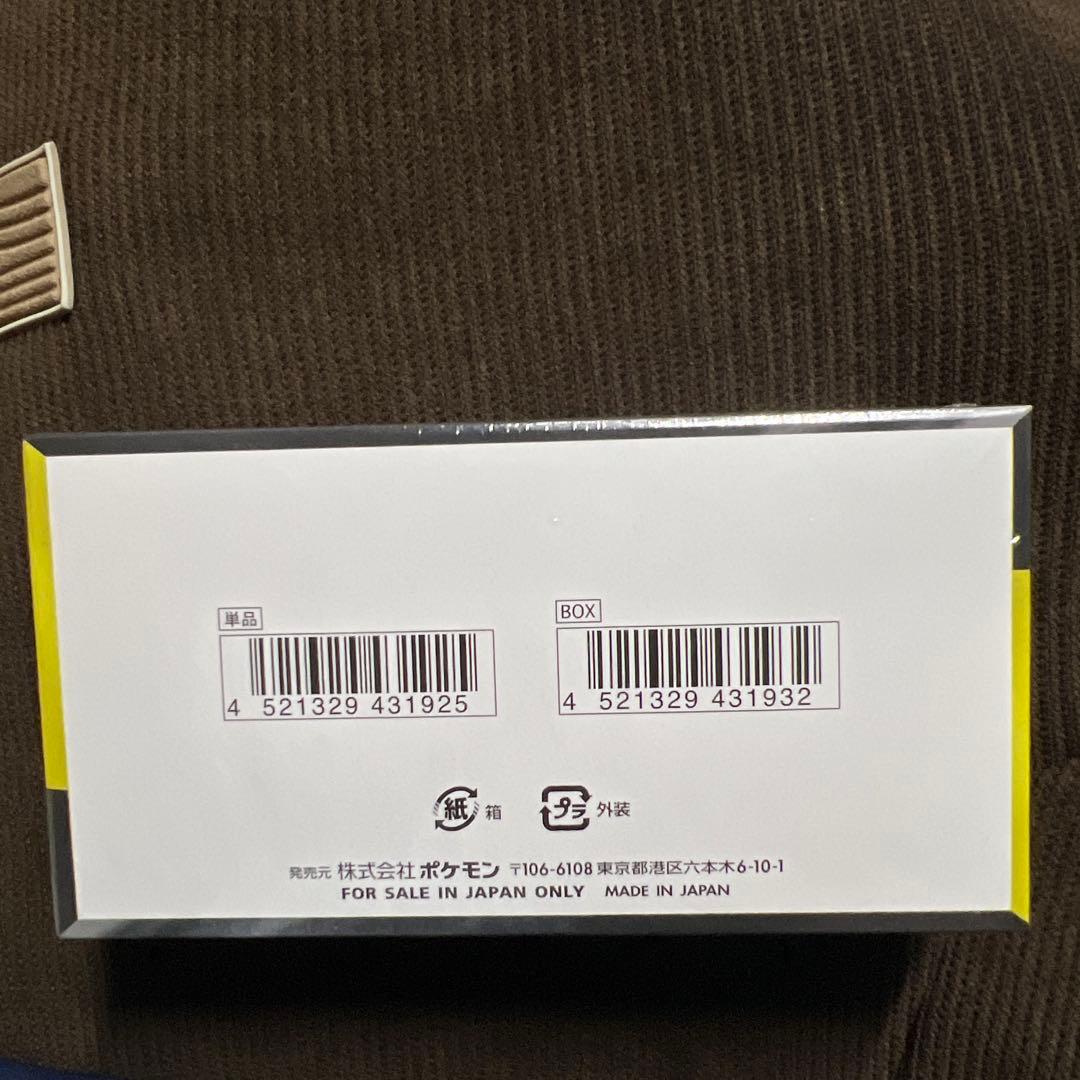 単品
4 521329 431925
BOX
4 521329 431932
紙 箱
プラ 外装
発売元 株式会社 ポケモン 〒106-6108 東京都港区六本木6-10-1
FOR SALE IN JAPAN ONLY MADE IN JAPAN